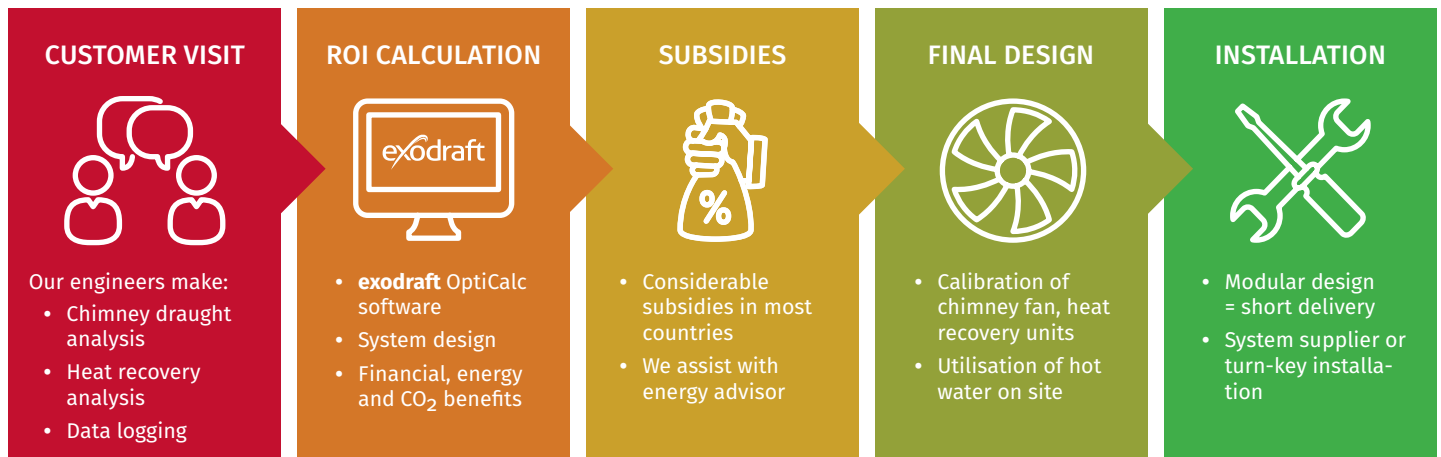 CUSTOMER VISIT
Our engineers make:
• Chimney draught
analysis
• Heat recovery
analysis
• Data logging
ROI CALCULATION
exodraft
• exodraft OptiCalc
software
• System design
• Financial, energy
and CO₂ benefits
SUBSIDIES
%
• Considerable
subsidies in most
countries
• We assist with
energy advisor
FINAL DESIGN
• Calibration of
chimney fan, heat
recovery units
• Utilisation of hot
water on site
INSTALLATION
• Modular design
= short delivery
• System supplier or
turn-key installa-
tion